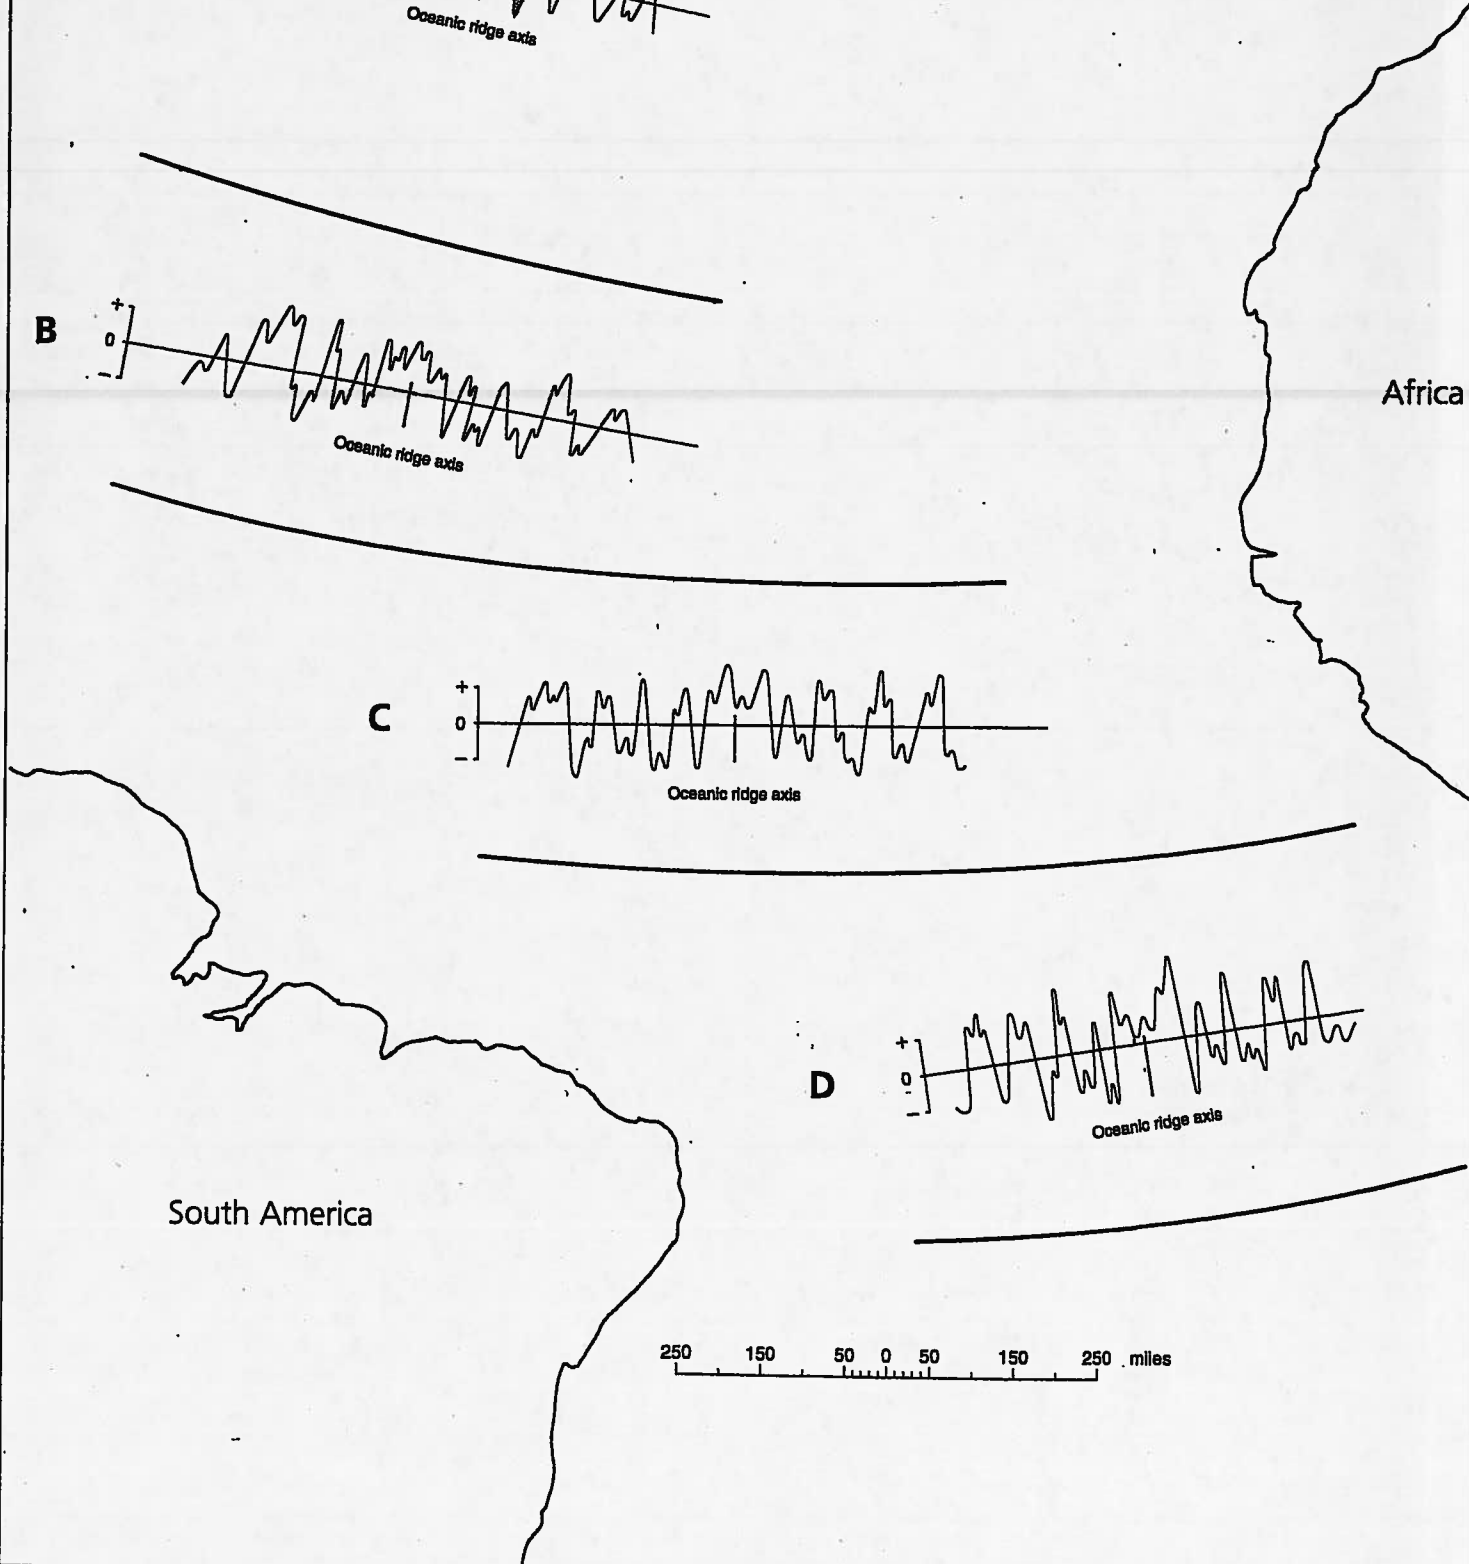 Oceanic ridge axis
B
+
0
–
Africa
Oceanic ridge axis
C
+
0
–
Oceanic ridge axis
D
+
0
–
Oceanic ridge axis
South America
250 150 50 0 50 150 250 miles